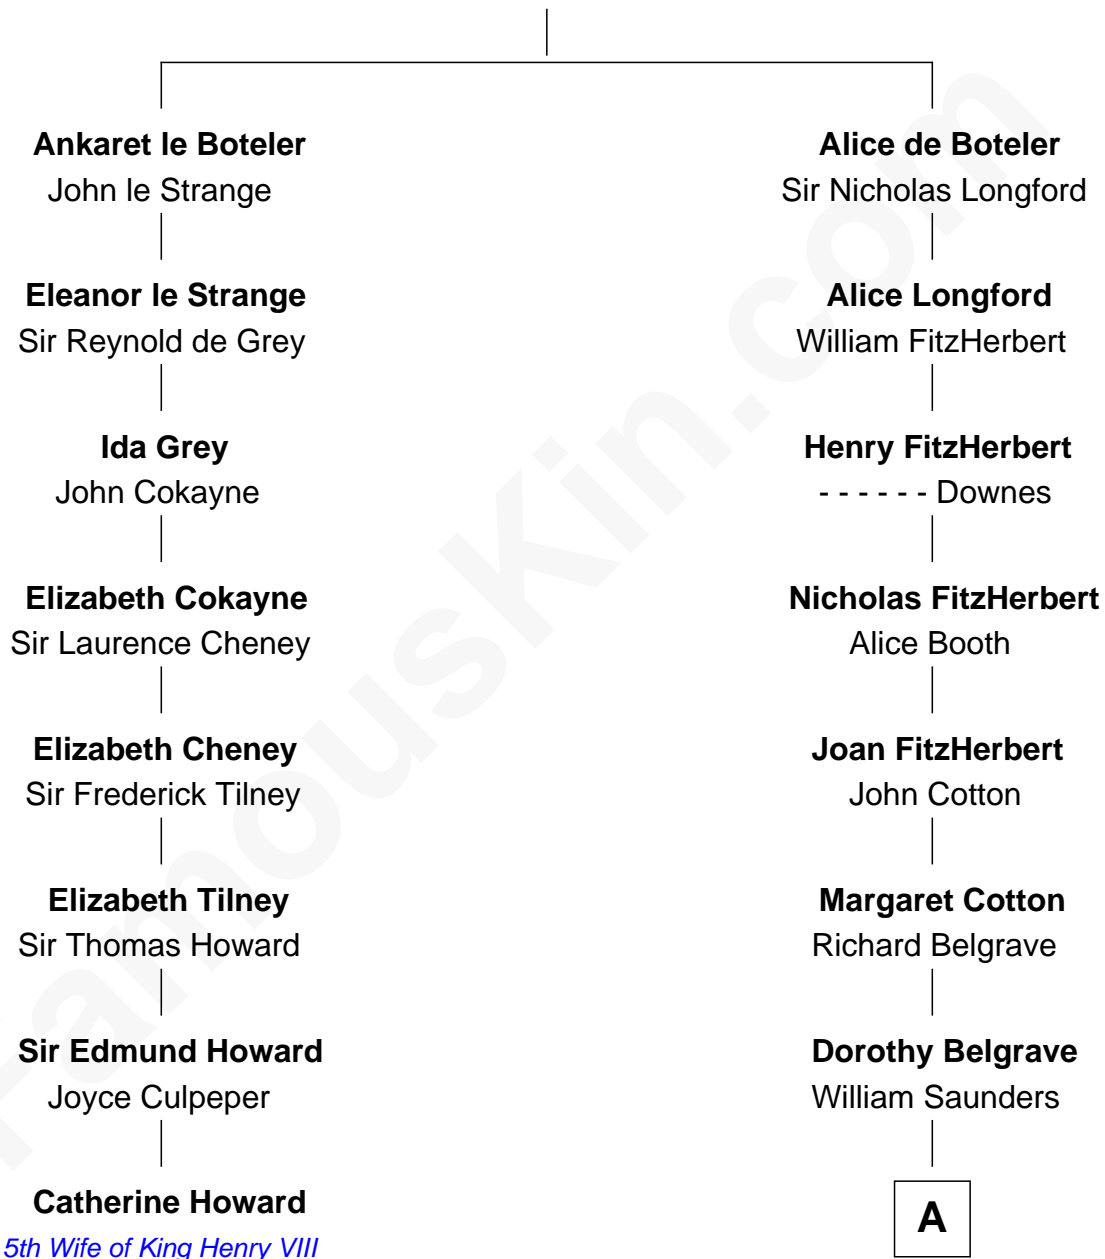 Ankaret le Boteler
John le Strange
Eleanor le Strange
Sir Reynold de Grey
Ida Grey
John Cokayne
Elizabeth Cokayne
Sir Laurence Cheney
Elizabeth Cheney
Sir Frederick Tilney
Elizabeth Tilney
Sir Thomas Howard
Sir Edmund Howard
Joyce Culpeper
Catherine Howard
5th Wife of King Henry VIII
Alice de Boteler
Sir Nicholas Longford
Alice Longford
William FitzHerbert
Henry FitzHerbert
- - - - - - Downes
Nicholas FitzHerbert
Alice Booth
Joan FitzHerbert
John Cotton
Margaret Cotton
Richard Belgrave
Dorothy Belgrave
William Saunders
A
FamousKin.com